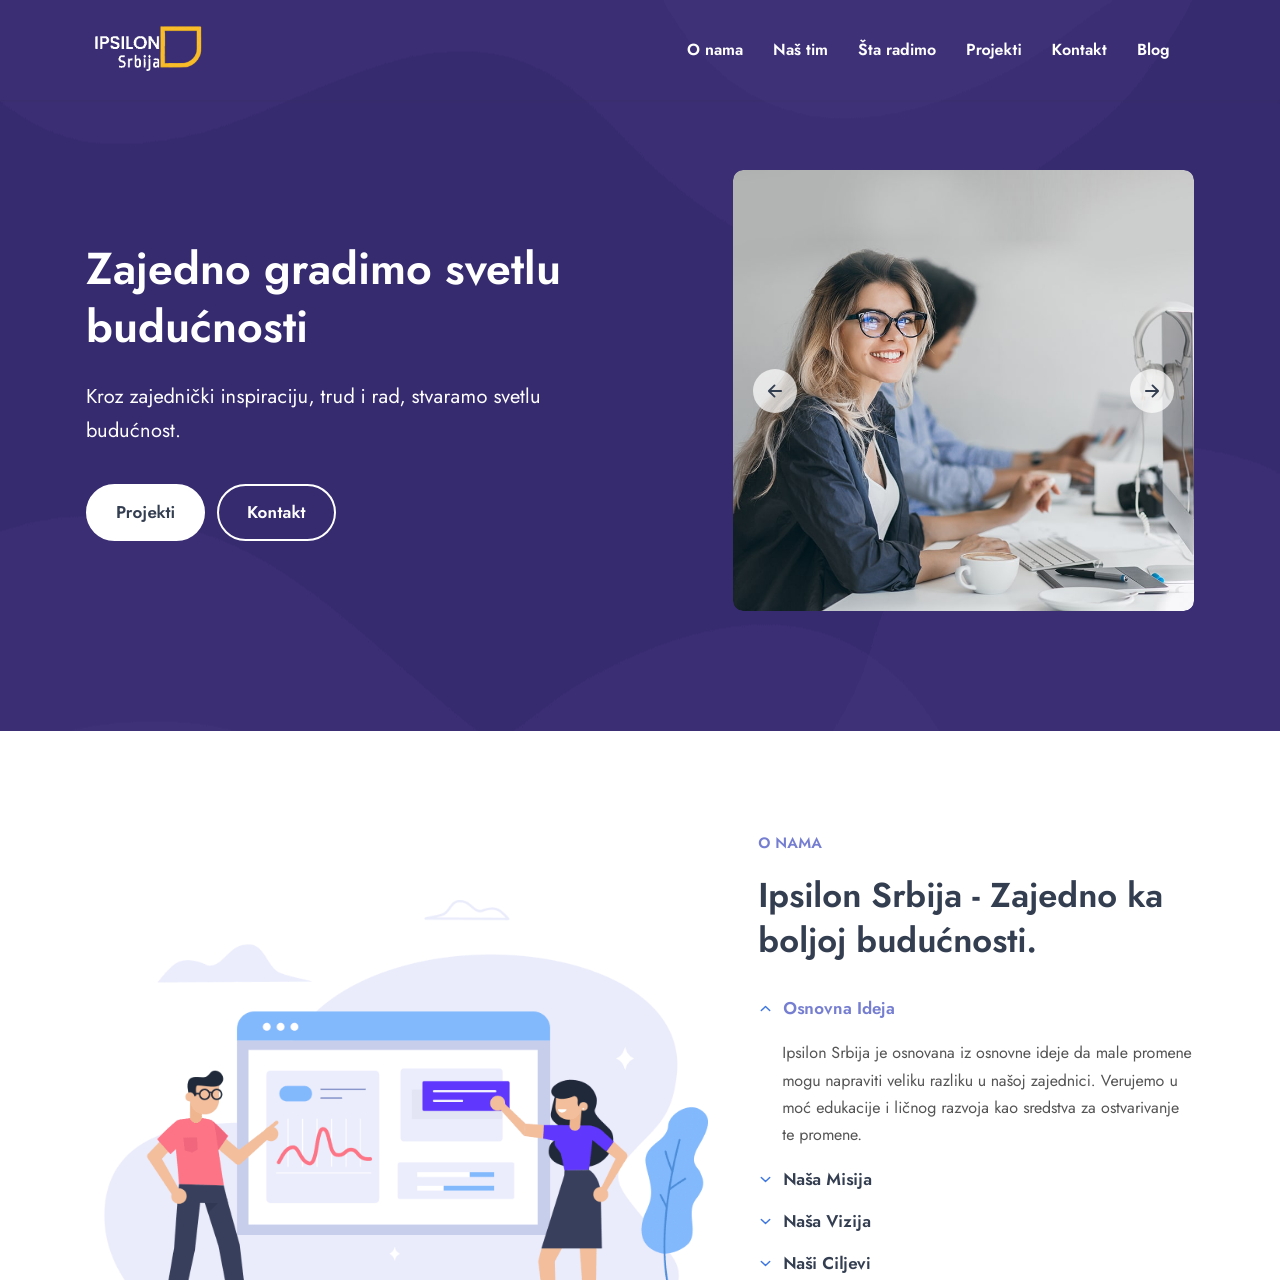 IPSILON
Srbija
O nama
Naš tim
Šta radimo
Projekti
Kontakt
Blog
Zajedno gradimo svetlu
budućnosti
Kroz zajednički inspiraciju, trud i rad, stvaramo svetlu
budućnost.
Projekti
Kontakt
O NAMA
Ipsilon Srbija - Zajedno ka
boljoj budućnosti.
Osnovna Ideja
Ipsilon Srbija je osnovana iz osnovne ideje da male promene
mogu napraviti veliku razliku u našoj zajednici. Verujemo u
moć edukacije i ličnog razvoja kao sredstva za ostvarivanje
te promene.
Naša Misija
Naša Vizija
Naši Ciljevi